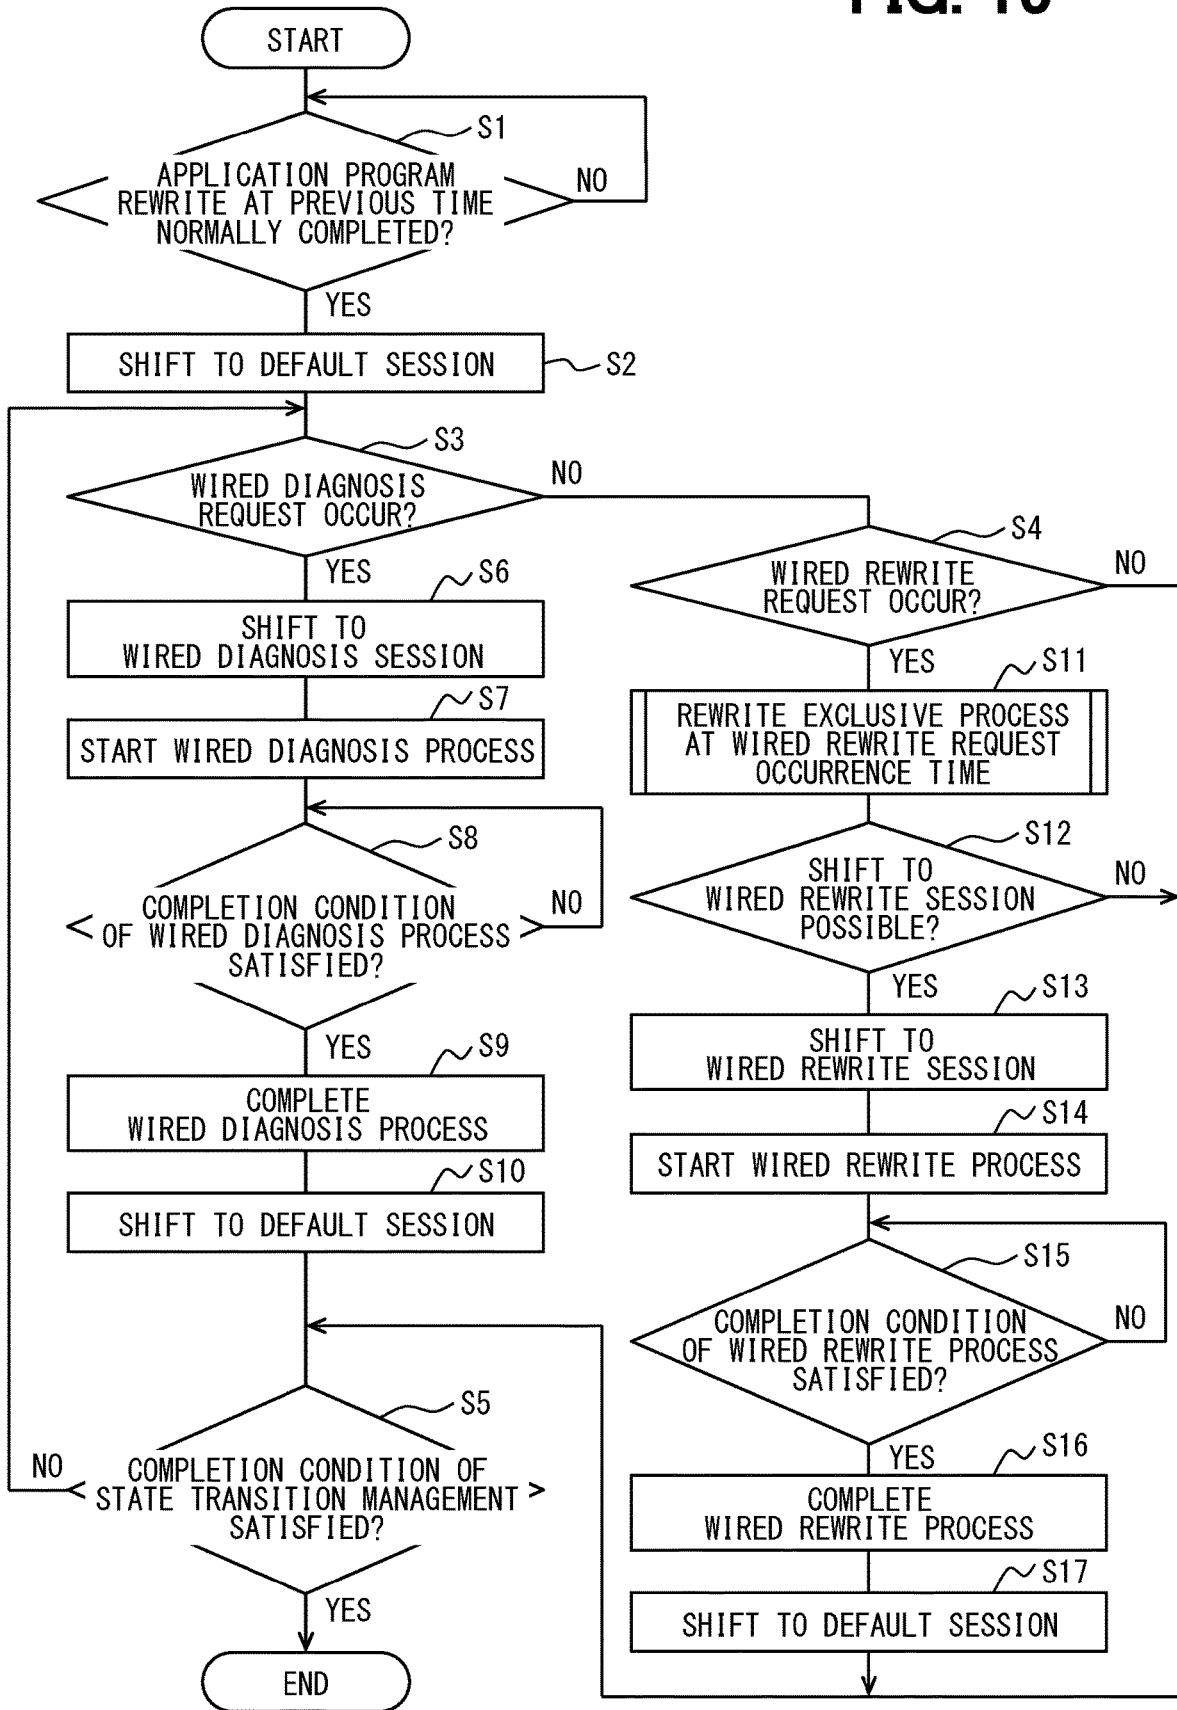 START
S1
APPLICATION PROGRAM
REWRITE AT PREVIOUS TIME
NORMALLY COMPLETED?
NO
YES
SHIFT TO DEFAULT SESSION
S2
S3
WIRED DIAGNOSIS
REQUEST OCCUR?
NO
YES
S4
WIRED REWRITE
REQUEST OCCUR?
NO
YES
S6
SHIFT TO
WIRED DIAGNOSIS SESSION
S7
START WIRED DIAGNOSIS PROCESS
S8
COMPLETION CONDITION
OF WIRED DIAGNOSIS PROCESS
SATISFIED?
NO
YES
S9
COMPLETE
WIRED DIAGNOSIS PROCESS
S10
SHIFT TO DEFAULT SESSION
S11
REWRITE EXCLUSIVE PROCESS
AT WIRED REWRITE REQUEST
OCCURRENCE TIME
S12
SHIFT TO
WIRED REWRITE SESSION
POSSIBLE?
NO
YES
S13
SHIFT TO
WIRED REWRITE SESSION
S14
START WIRED REWRITE PROCESS
S15
COMPLETION CONDITION
OF WIRED REWRITE PROCESS
SATISFIED?
NO
YES
S16
COMPLETE
WIRED REWRITE PROCESS
S17
SHIFT TO DEFAULT SESSION
S5
COMPLETION CONDITION OF
STATE TRANSITION MANAGEMENT
SATISFIED?
NO
YES
END